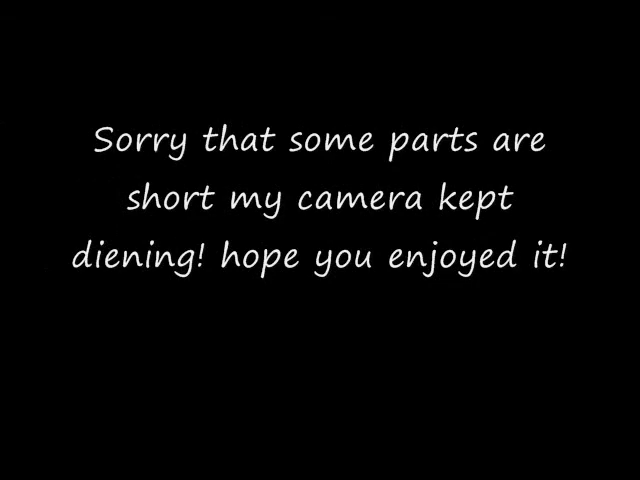 Sorry that some parts are
short my camera kept
diening! hope you enjoyed it!